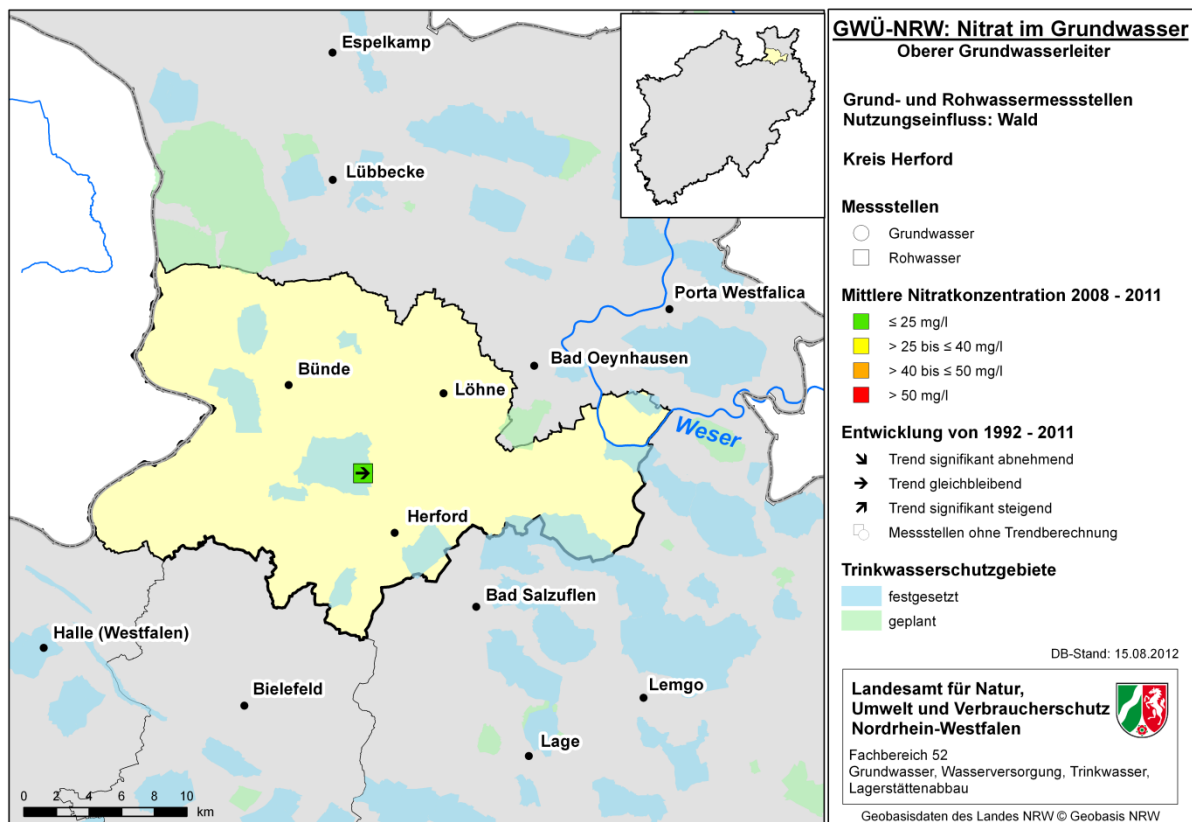 Espelkamp
Lübbecke
Porta Westfalica
Bad Oeynhausen
Bünde
Löhne
Weser
Herford
Bad Salzuflen
Halle (Westfalen)
Bielefeld
Lemgo
Lage
0 2 4 6 8 10
km
GWÜ-NRW: Nitrat im Grundwasser
Oberer Grundwasserleiter
Grund- und Rohwassermessstellen
Nutzungseinfluss: Wald
Kreis Herford
Messstellen
Grundwasser
Rohwasser
Mittlere Nitratkonzentration 2008 - 2011
≤ 25 mg/l
> 25 bis ≤ 40 mg/l
> 40 bis ≤ 50 mg/l
> 50 mg/l
Entwicklung von 1992 - 2011
Trend signifikant abnehmend
Trend gleichbleibend
Trend signifikant steigend
Messstellen ohne Trendberechnung
Trinkwasserschutzgebiete
festgesetzt
geplant
DB-Stand: 15.08.2012
Landesamt für Natur,
Umwelt und Verbraucherschutz
Nordrhein-Westfalen
Fachbereich 52
Grundwasser, Wasserversorgung, Trinkwasser,
Lagerstättenabbau
Geobasisdaten des Landes NRW © Geobasis NRW